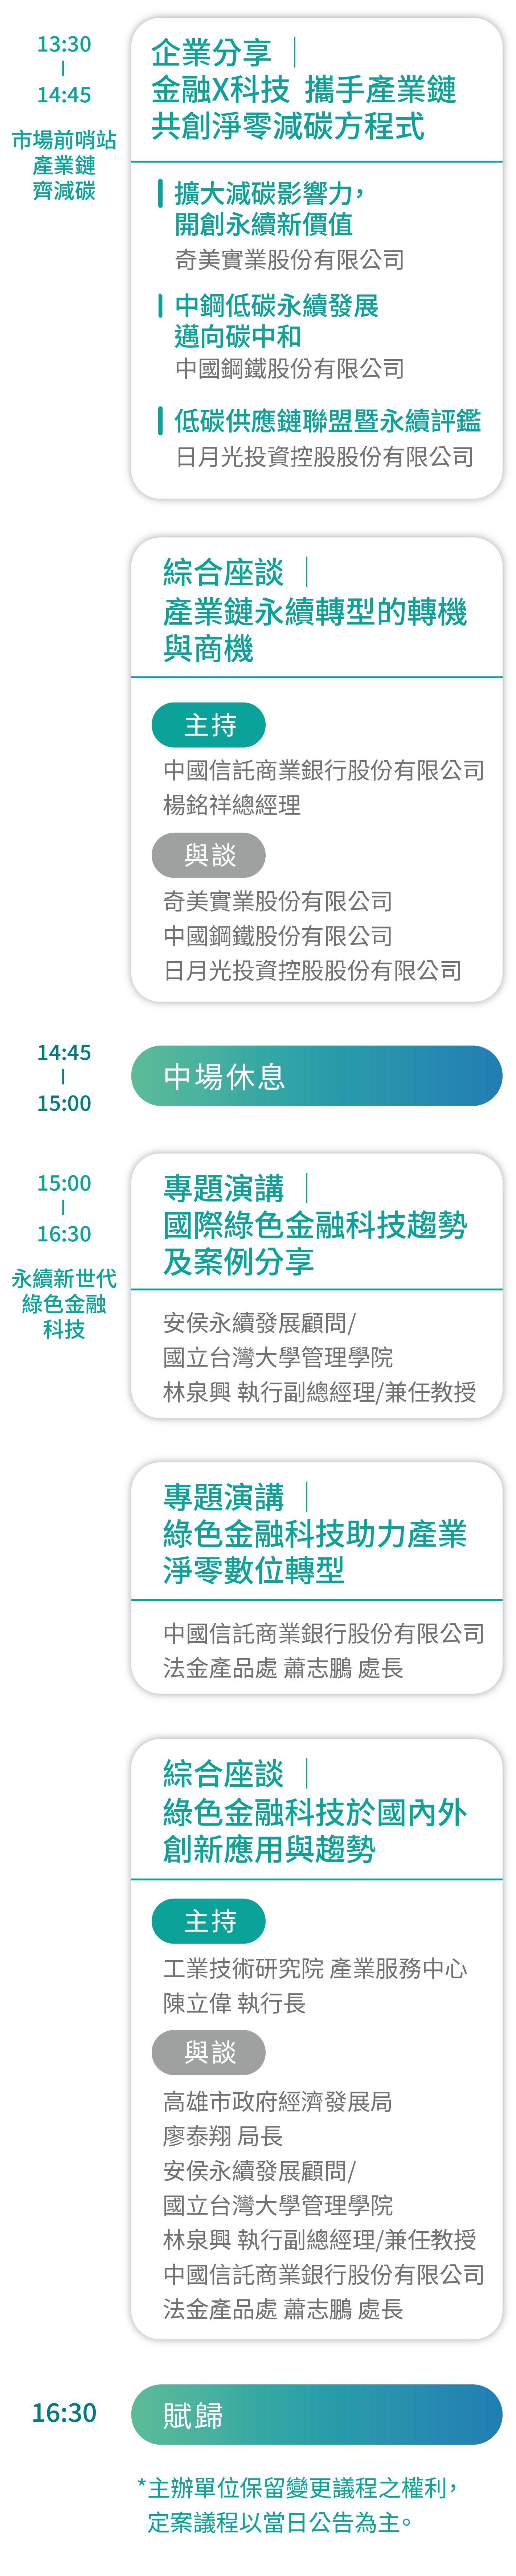 13:30
|
14:45
市場前哨站
產業鏈
齊減碳
企業分享｜
金融X科技 攜手產業鏈
共創淨零減碳方程式
擴大減碳影響力，
開創永續新價值
奇美實業股份有限公司
中鋼低碳永續發展
邁向碳中和
中國鋼鐵股份有限公司
低碳供應鏈聯盟暨永續評鑑
日月光投資控股股份有限公司
綜合座談｜
產業鏈永續轉型的轉機
與商機
主持
中國信託商業銀行股份有限公司
楊銘祥總經理
與談
奇美實業股份有限公司
中國鋼鐵股份有限公司
日月光投資控股股份有限公司
14:45
|
15:00
中場休息
15:00
|
16:30
永續新世代
綠色金融
科技
專題演講｜
國際綠色金融科技趨勢
及案例分享
安侯永續發展顧問/
國立台灣大學管理學院
林泉興 執行副總經理/兼任教授
專題演講｜
綠色金融科技助力產業
淨零數位轉型
中國信託商業銀行股份有限公司
法金產品處 蕭志鵬 處長
綜合座談｜
綠色金融科技於國內外
創新應用與趨勢
主持
工業技術研究院 產業服務中心
陳立偉 執行長
與談
高雄市政府經濟發展局
廖泰翔 局長
安侯永續發展顧問/
國立台灣大學管理學院
林泉興 執行副總經理/兼任教授
中國信託商業銀行股份有限公司
法金產品處 蕭志鵬 處長
16:30
賦歸
*主辦單位保留變更議程之權利，
定案議程以當日公告為主。